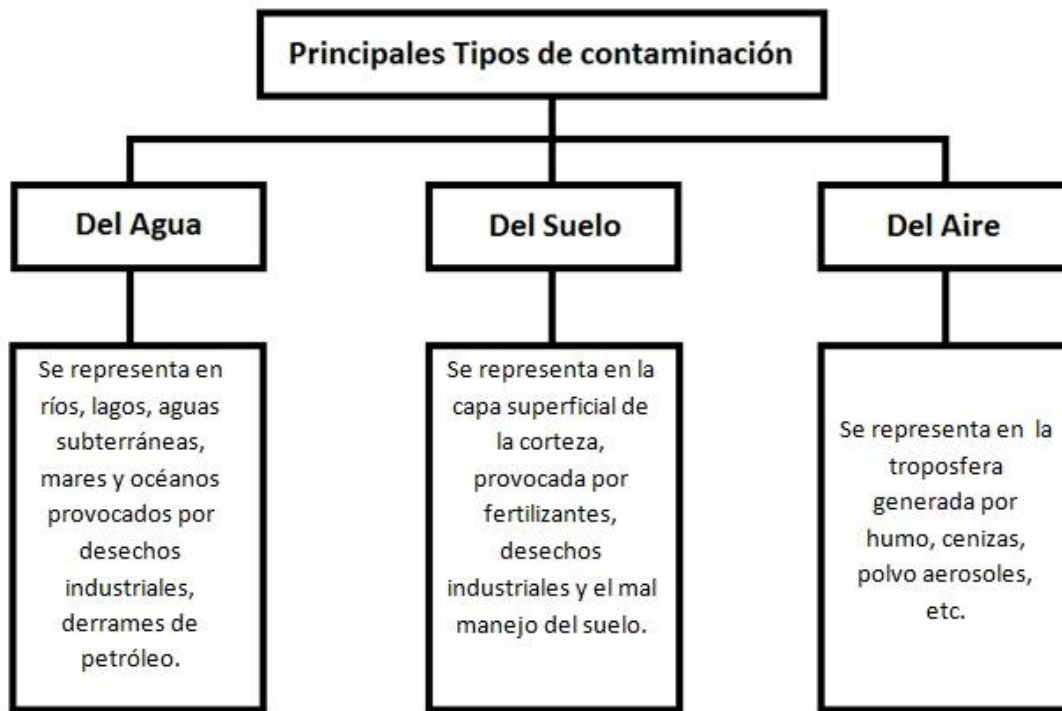 Principales Tipos de contaminación
Del Agua
Del Suelo
Del Aire
Se representa en
ríos, lagos, aguas
subterráneas,
mares y océanos
provocados por
desechos
industriales,
derrames de
petróleo.
Se representa en la
capa superficial de
la corteza,
provocada por
fertilizantes,
desechos
industriales y el mal
manejo del suelo.
Se representa en  la
troposfera
generada por
humo, cenizas,
polvo aerosoles,
etc.